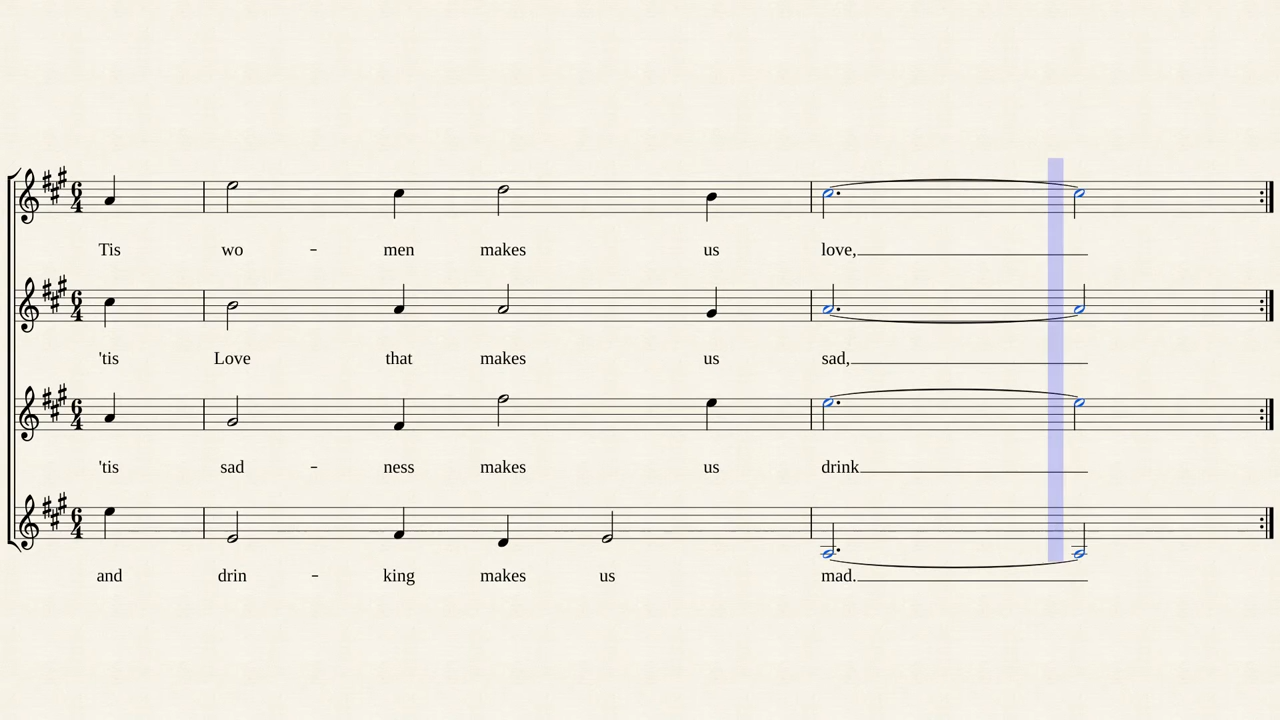 Tis wo - men makes us love,
'tis Love that makes us sad,
'tis sad - ness makes us drink
and drin - king makes us mad.